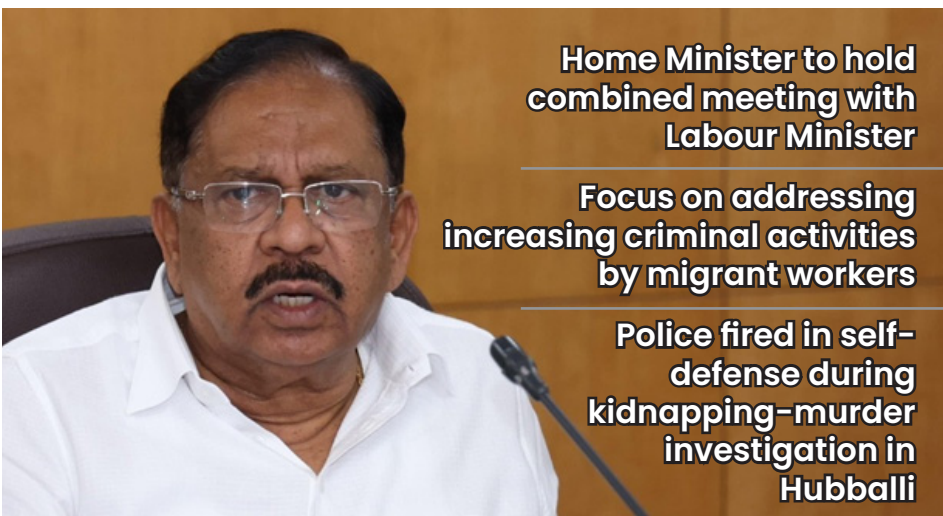 Home Minister to hold
combined meeting with
Labour Minister
Focus on addressing
increasing criminal activities
by migrant workers
Police fired in self-
defense during
kidnapping-murder
investigation in
Hubballi